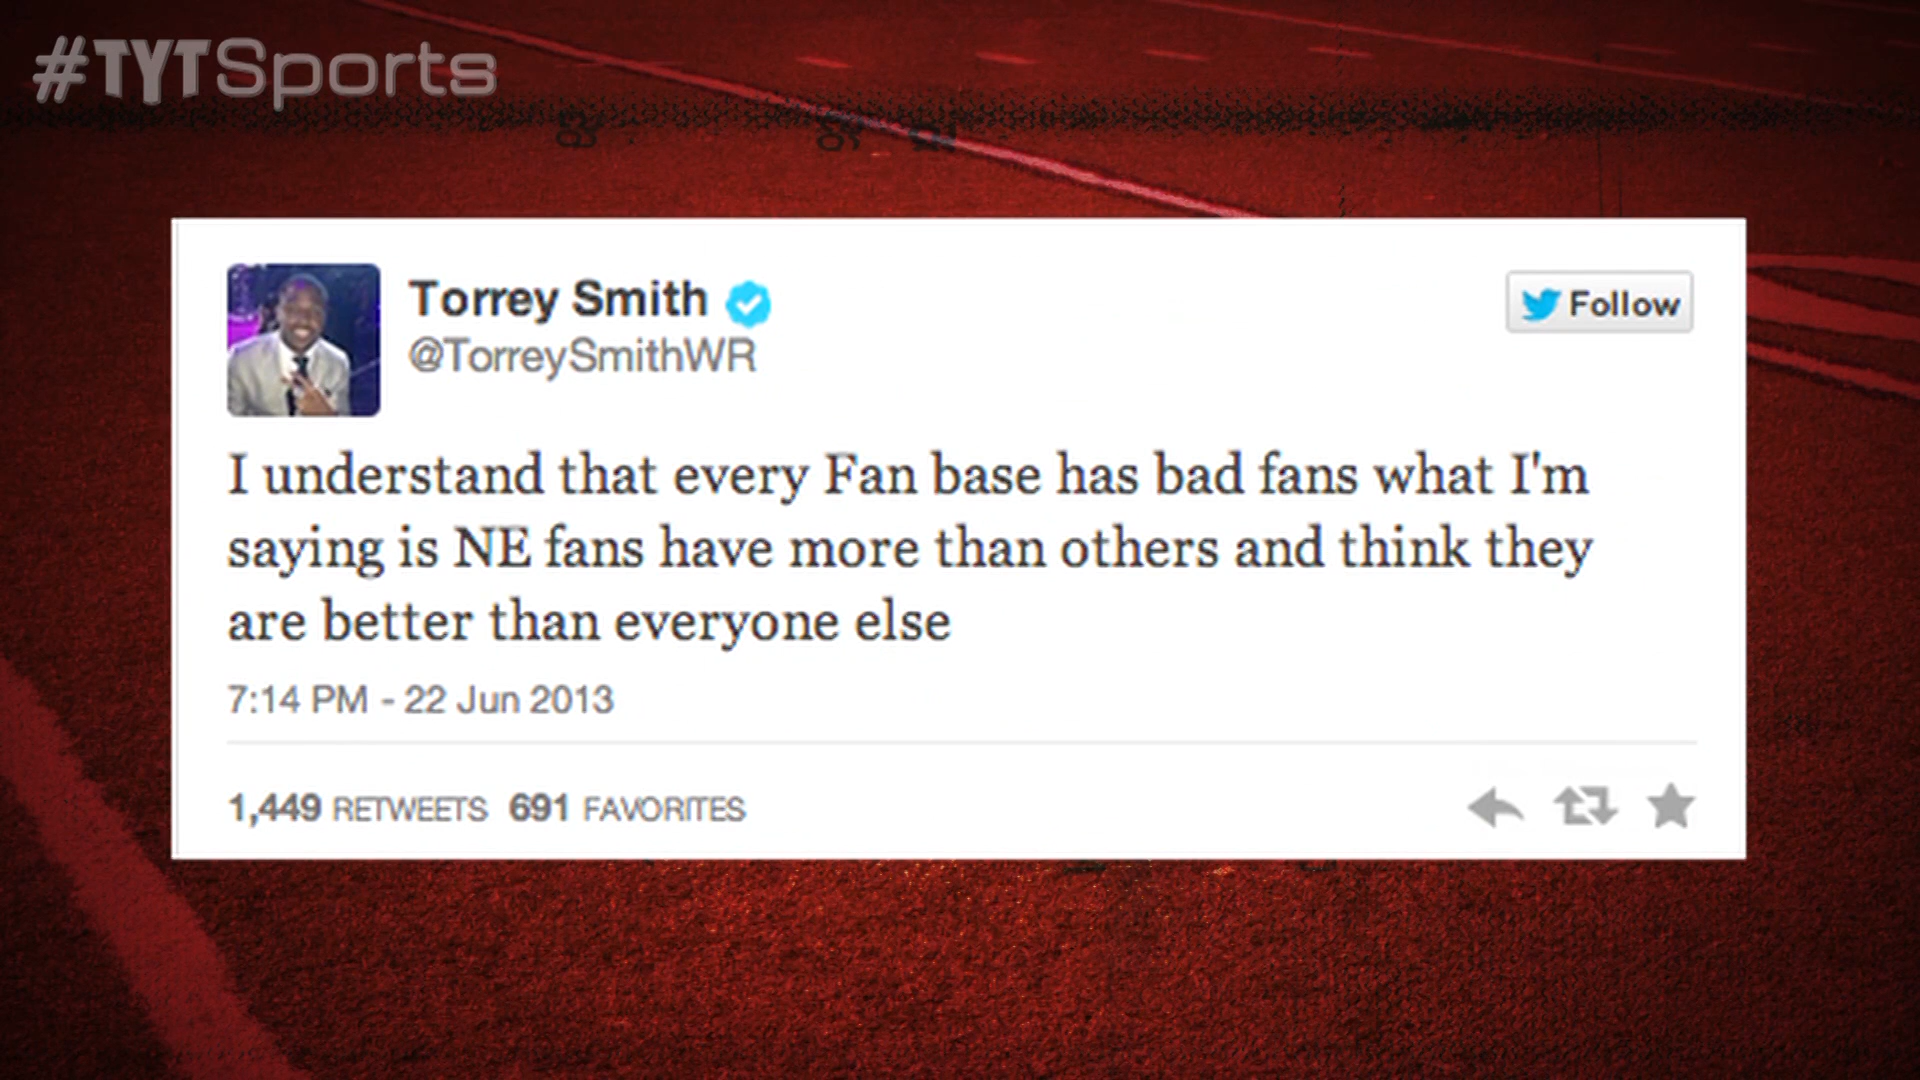 #TYTSports
Torrey Smith
@TorreySmithWR
Follow
I understand that every Fan base has bad fans what I'm
saying is NE fans have more than others and think they
are better than everyone else
7:14 PM - 22 Jun 2013
1,449 RETWEETS 691 FAVORITES